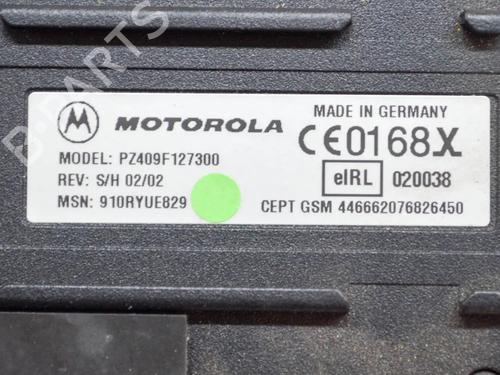 MOTOROLA
MODEL: PZ409F127300
REV: S/H 02/02
MSN: 910RYUE829
MADE IN GERMANY
CE0168X
eIRL 020038
CEPT GSM 446662076826450
B-PARTS